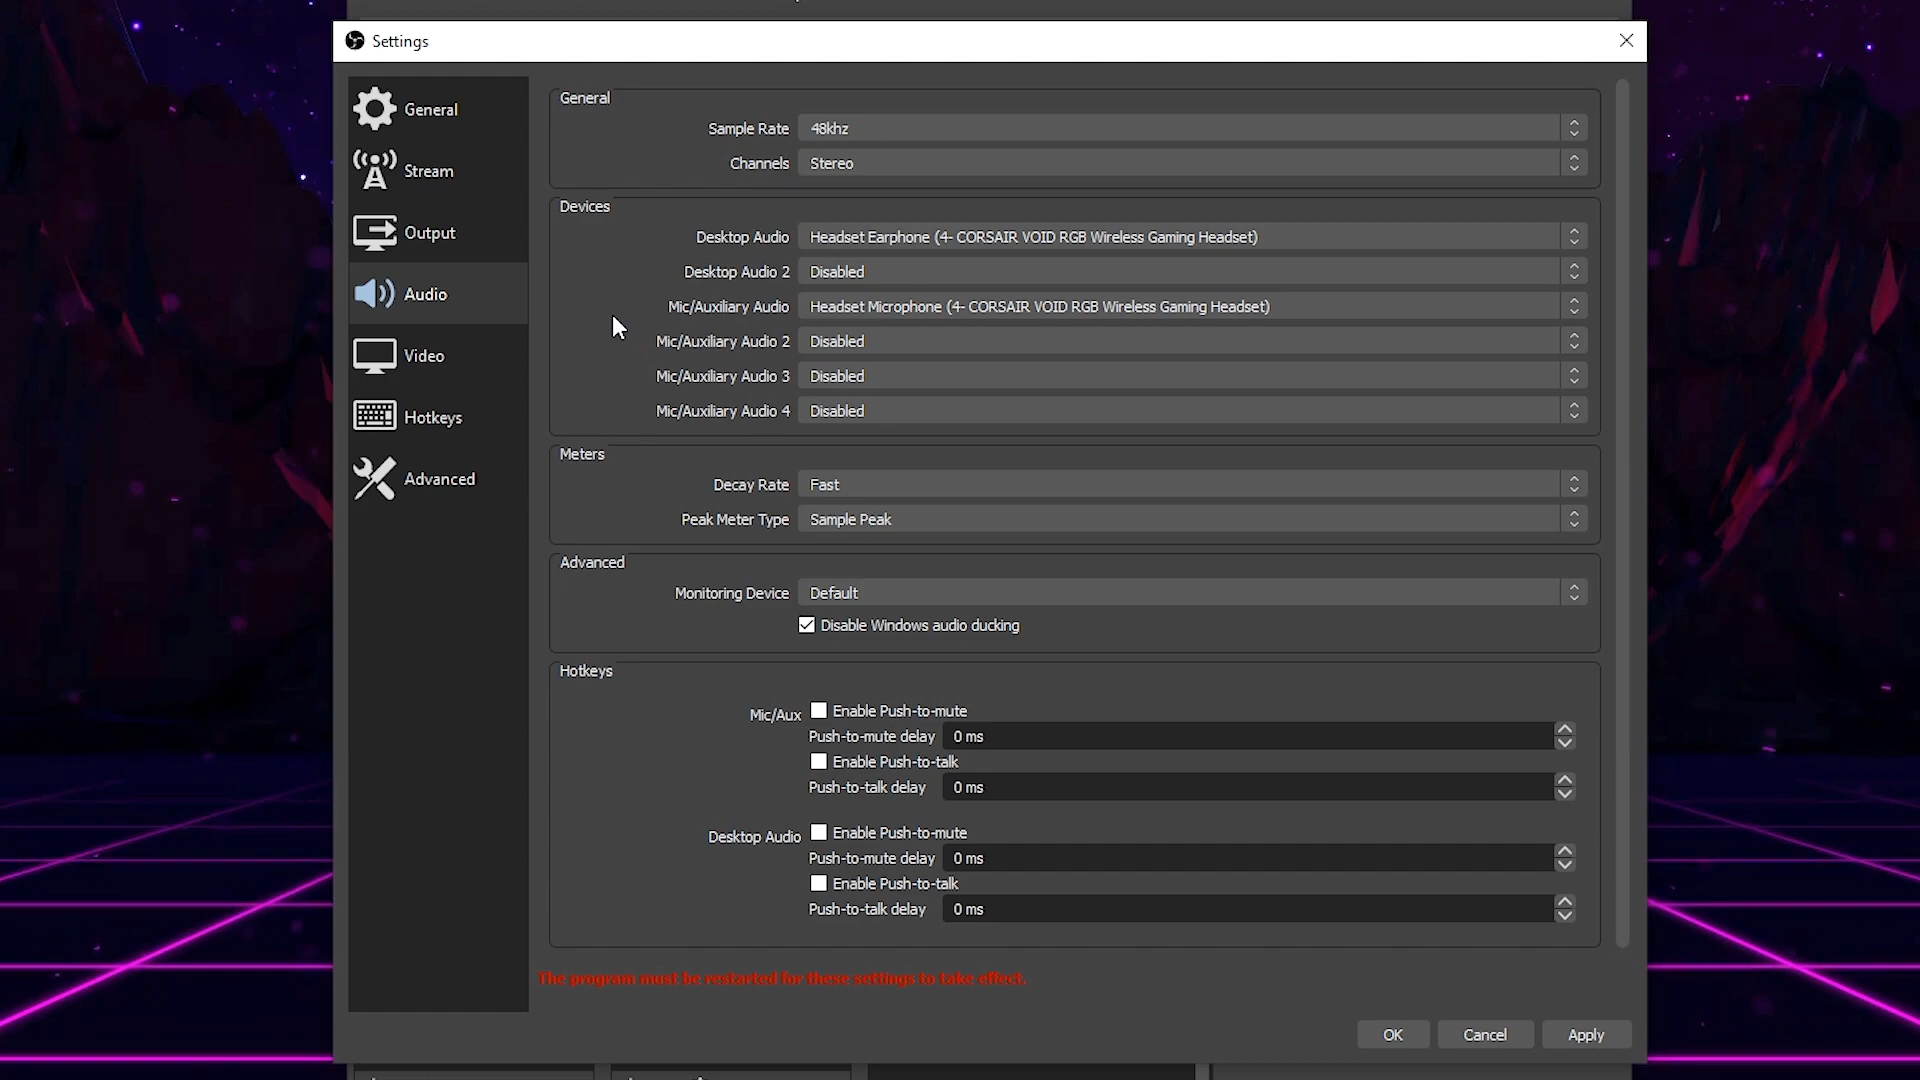 Settings
General
Stream
Output
Audio
Video
Hotkeys
Advanced
General
Sample Rate 48khz
Channels Stereo
Devices
Desktop Audio Headset Earphone (4- CORSAIR VOID RGB Wireless Gaming Headset)
Desktop Audio 2 Disabled
Mic/Auxiliary Audio Headset Microphone (4- CORSAIR VOID RGB Wireless Gaming Headset)
Mic/Auxiliary Audio 2 Disabled
Mic/Auxiliary Audio 3 Disabled
Mic/Auxiliary Audio 4 Disabled
Meters
Decay Rate Fast
Peak Meter Type Sample Peak
Advanced
Monitoring Device Default
Disable Windows audio ducking
Hotkeys
Mic/Aux Enable Push-to-mute
Push-to-mute delay 0 ms
Enable Push-to-talk
Push-to-talk delay 0 ms
Desktop Audio Enable Push-to-mute
Push-to-mute delay 0 ms
Enable Push-to-talk
Push-to-talk delay 0 ms
The program must be restarted for these settings to take effect.
OK Cancel Apply